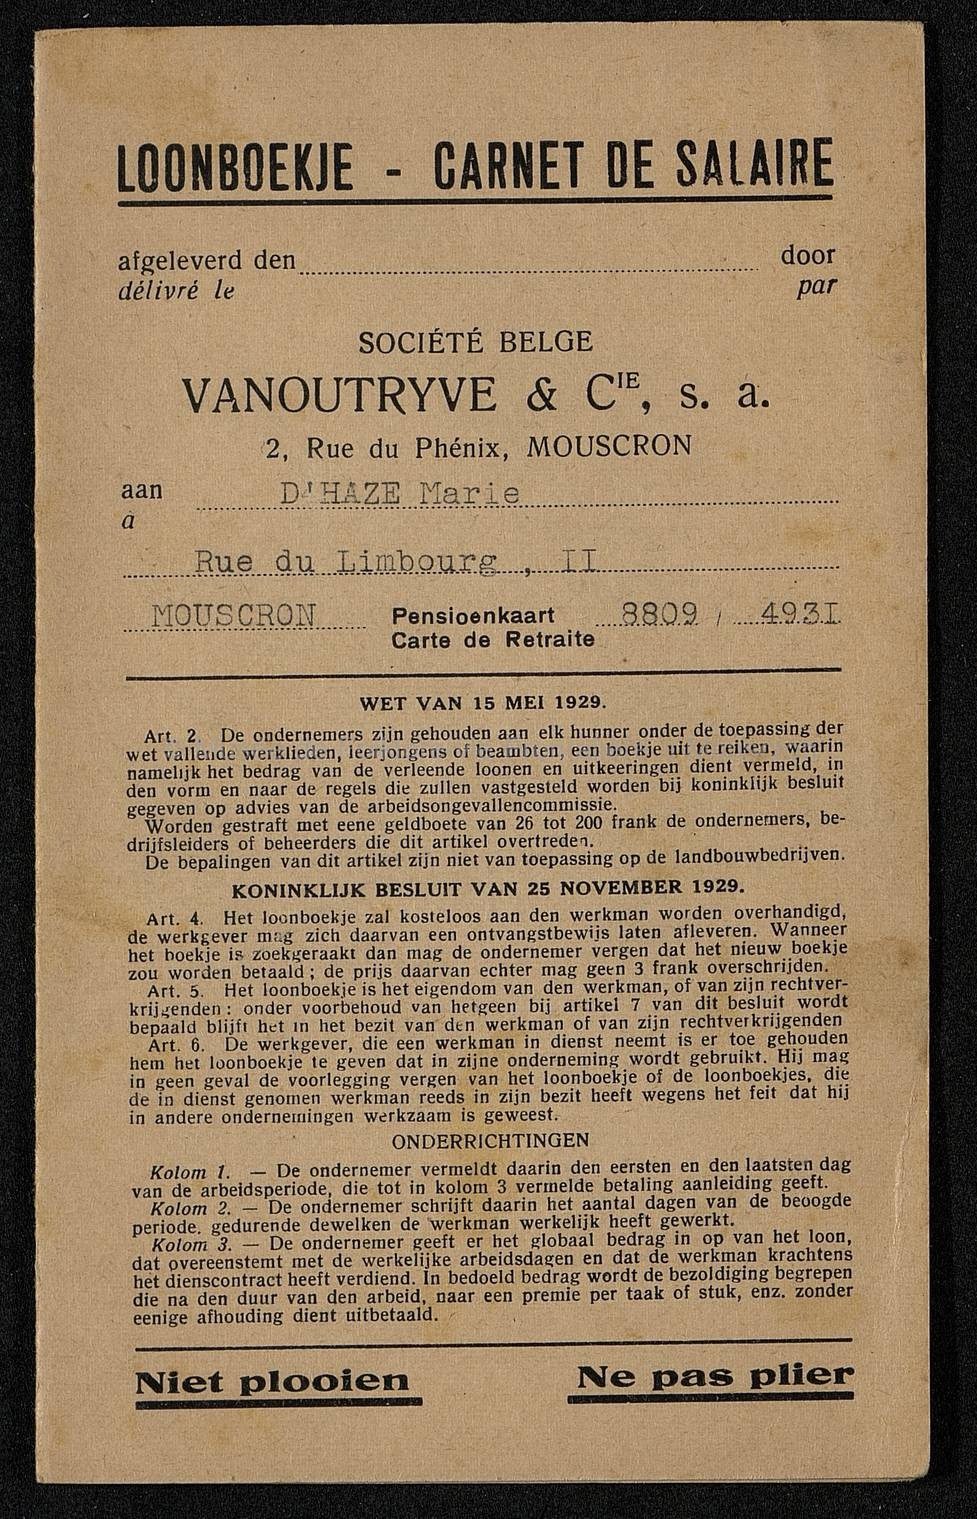 LOONBOEKJE - CARNET DE SALAIRE
afgeleverd den door
délivré le par
SOCIÉTÉ BELGE
VANOUTRYVE & CIE, s. a.
2, Rue du Phénix, MOUSCRON
aan D'HAZE Marie
à
Rue du Limbourg , II
MOUSCRON Pensioenkaart 8809 / 4931
Carte de Retraite
WET VAN 15 MEI 1929.
Art. 2. De ondernemers zijn gehouden aan elk hunner onder de toepassing der
wet vallende werklieden, leerjongens of beambten, een boekje uit te reiken, waarin
namelijk het bedrag van de verleende loonen en uitkeeringen dient vermeld, in
den vorm en naar de regels die zullen vastgesteld worden bij koninklijk besluit
gegeven op advies van de arbeidsongevallencommissie.
Worden gestraft met eene geldboete van 26 tot 200 frank de ondernemers, be-
drijfsleiders of beheerders die dit artikel overtreden.
De bepalingen van dit artikel zijn niet van toepassing op de landbouwbedrijven.
KONINKLIJK BESLUIT VAN 25 NOVEMBER 1929.
Art. 4. Het loonboekje zal kosteloos aan den werkman worden overhandigd,
de werkgever mag zich daarvan een ontvangstbewijs laten afleveren. Wanneer
het boekje is zoekgeraakt dan mag de ondernemer vergen dat het nieuw boekje
zou worden betaald ; de prijs daarvan echter mag geen 3 frank overschrijden.
Art. 5. Het loonboekje is het eigendom van den werkman, of van zijn rechtver-
krijgenden : onder voorbehoud van hetgeen bij artikel 7 van dit besluit wordt
bepaald blijft het in het bezit van den werkman of van zijn rechtverkrijgenden
Art. 6. De werkgever, die een werkman in dienst neemt is er toe gehouden
hem het loonboekje te geven dat in zijne onderneming wordt gebruikt. Hij mag
in geen geval de voorlegging vergen van het loonboekje of de loonboekjes, die
de in dienst genomen werkman reeds in zijn bezit heeft wegens het feit dat hij
in andere ondernemingen werkzaam is geweest.
ONDERRICHTINGEN
Kolom 1. — De ondernemer vermeldt daarin den eersten en den laatsten dag
van de arbeidsperiode, die tot in kolom 3 vermelde betaling aanleiding geeft.
Kolom 2. — De ondernemer schrijft daarin het aantal dagen van de beoogde
periode. gedurende dewelken de werkman werkelijk heeft gewerkt.
Kolom 3. — De ondernemer geeft er het globaal bedrag in op van het loon,
dat overeenstemt met de werkelijke arbeidsdagen en dat de werkman krachtens
het dienscontract heeft verdiend. In bedoeld bedrag wordt de bezoldiging begrepen
die na den duur van den arbeid, naar een premie per taak of stuk, enz. zonder
eenige afhouding dient uitbetaald.
Niet plooien Ne pas plier